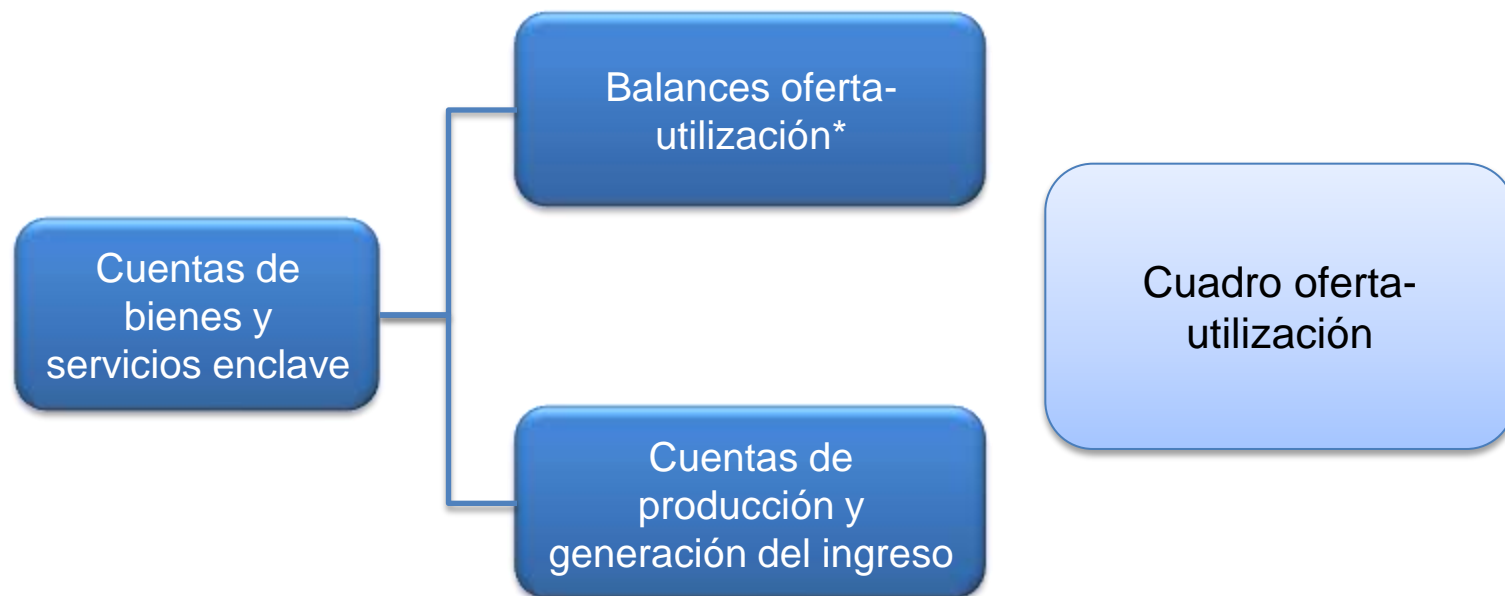 Balances oferta-
utilización*
Cuentas de
bienes y
servicios enclave
Cuadro oferta-
utilización
Cuentas de
producción y
generación del ingreso